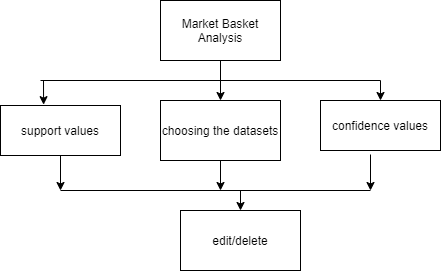 Market Basket
Analysis
support values
choosing the datasets
confidence values
edit/delete